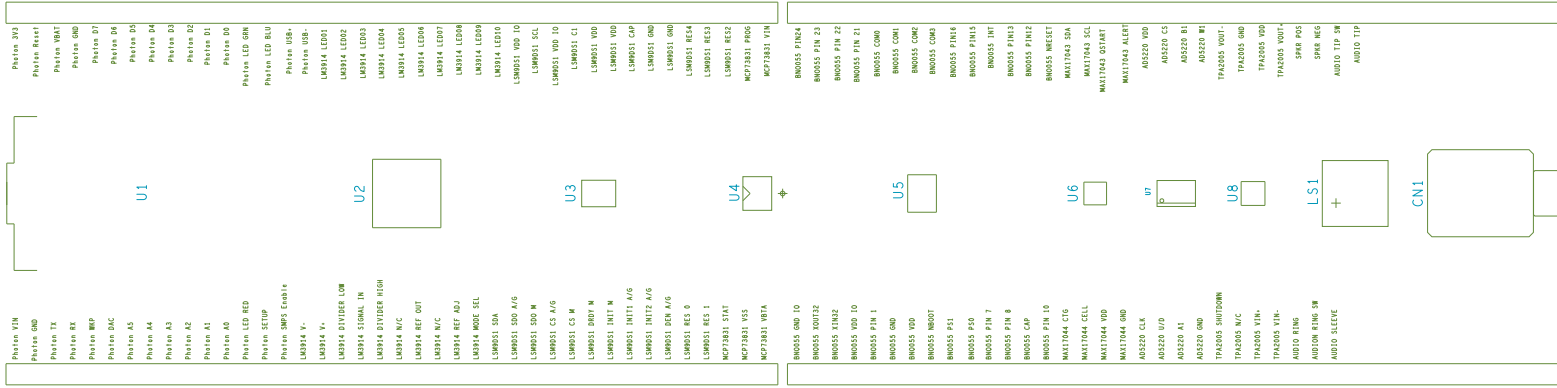 Photon 3V3
Photon Reset
Photon VBAT
Photon GND
Photon D7
Photon D6
Photon D5
Photon D4
Photon D3
Photon D2
Photon D1
Photon D0
Photon LED GRN
Photon LED BLU
Photon USB+
Photon USB-
LM3914 LED01
LM3914 LED02
LM3914 LED03
LM3914 LED04
LM3914 LED05
LM3914 LED06
LM3914 LED07
LM3914 LED08
LM3914 LED09
LM3914 LED10
LSM9DS1 VDD IO
LSM9DS1 SCL
LSM9DS1 VDD IO
LSM9DS1 C1
LSM9DS1 VDD
LSM9DS1 VDD
LSM9DS1 CAP
LSM9DS1 GND
LSM9DS1 GND
LSM9DS1 RES4
LSM9DS1 RES3
LSM9DS1 RES2
MCP73831 PROG
MCP73831 VIN
BNO055 PIN24
BNO055 PIN 23
BNO055 PIN 22
BNO055 PIN 21
BNO055 COM0
BNO055 COM1
BNO055 COM2
BNO055 COM3
BNO055 PIN16
BNO055 PIN15
BNO055 INT
BNO055 PIN13
BNO055 PIN12
BNO055 NRESET
MAX17043 SDA
MAX17043 SCL
MAX17043 QSTART
MAX17043 ALERT
AD5220 VDD
AD5220 CS
AD5220 B1
AD5220 W1
TPA2005 VOUT-
TPA2005 GND
TPA2005 VDD
TPA2005 VOUT+
SPKR POS
SPKR NEG
AUDIO TIP SW
AUDIO TIP
U1
U2
U3
U4
U5
U6
U7
U8
LS1
CN1
Photon VIN
Photon GND
Photon TX
Photon RX
Photon WKP
Photon DAC
Photon A5
Photon A4
Photon A3
Photon A2
Photon A1
Photon A0
Photon LED RED
Photon SETUP
Photon SMPS Enable
LM3914 V-
LM3914 V+
LM3914 DIVIDER LOW
LM3914 SIGNAL IN
LM3914 DIVIDER HIGH
LM3914 N/C
LM3914 REF OUT
LM3914 N/C
LM3914 REF ADJ
LM3914 MODE SEL
LSM9DS1 SDA
LSM9DS1 SDO A/G
LSM9DS1 SDO M
LSM9DS1 CS A/G
LSM9DS1 CS M
LSM9DS1 DRDY M
LSM9DS1 INIT M
LSM9DS1 INIT1 A/G
LSM9DS1 INIT2 A/G
LSM9DS1 DEN A/G
LSM9DS1 RES 0
LSM9DS1 RES 1
MCP73831 STAT
MCP73831 VSS
MCP73831 VBTA
BNO055 GND IO
BNO055 XOUT32
BNO055 XIN32
BNO055 VDD IO
BNO055 PIN 1
BNO055 GND
BNO055 VDD
BNO055 NBOOT
BNO055 PS1
BNO055 PS0
BNO055 PIN 7
BNO055 PIN 8
BNO055 CAP
BNO055 PIN 10
MAX17044 CTG
MAX17044 CELL
MAX17044 VDD
MAX17044 GND
AD5220 CLK
AD5220 U/D
AD5220 A1
AD5220 GND
TPA2005 SHUTDOWN
TPA2005 N/C
TPA2005 VIN+
TPA2005 VIN-
AUDIO RING
AUDION RING SW
AUDIO SLEEVE